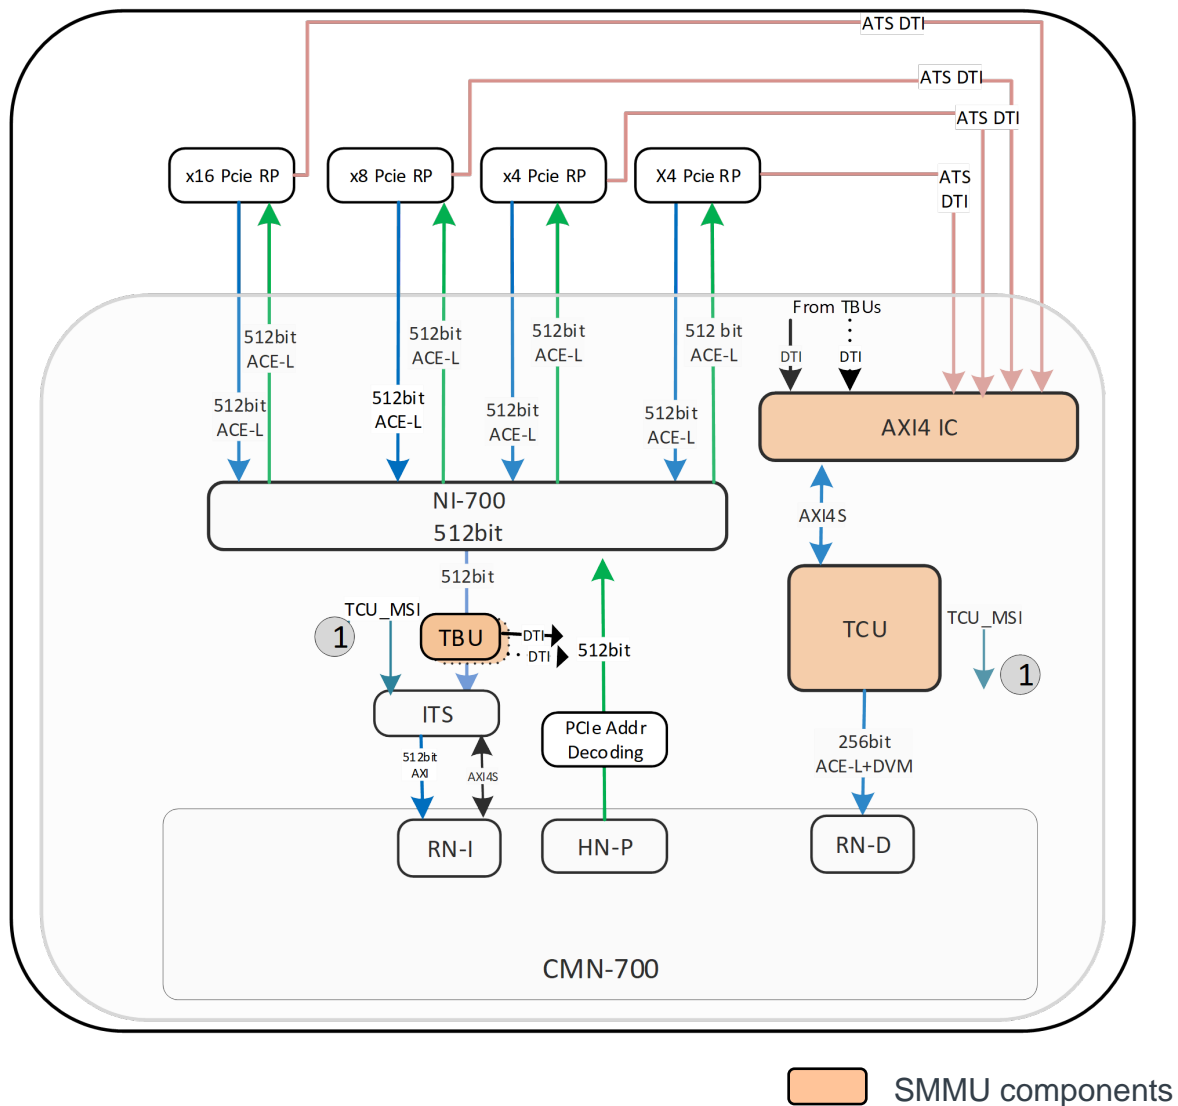 ATS DTI
ATS DTI
ATS DTI
x16 Pcie RP
x8 Pcie RP
x4 Pcie RP
X4 Pcie RP
ATS
DTI
From TBUs
DTI
DTI
512bit
ACE-L
512bit
ACE-L
512bit
ACE-L
512 bit
ACE-L
512bit
ACE-L
512bit
ACE-L
512bit
ACE-L
512bit
ACE-L
AXI4 IC
NI-700
512bit
AXI4S
512bit
TCU_MSI
1
TBU
DTI
DTI
512bit
TCU
TCU_MSI
1
ITS
PCIe Addr
Decoding
512bit
AXI
AXI4S
256bit
ACE-L+DVM
RN-I
HN-P
RN-D
CMN-700
SMMU components